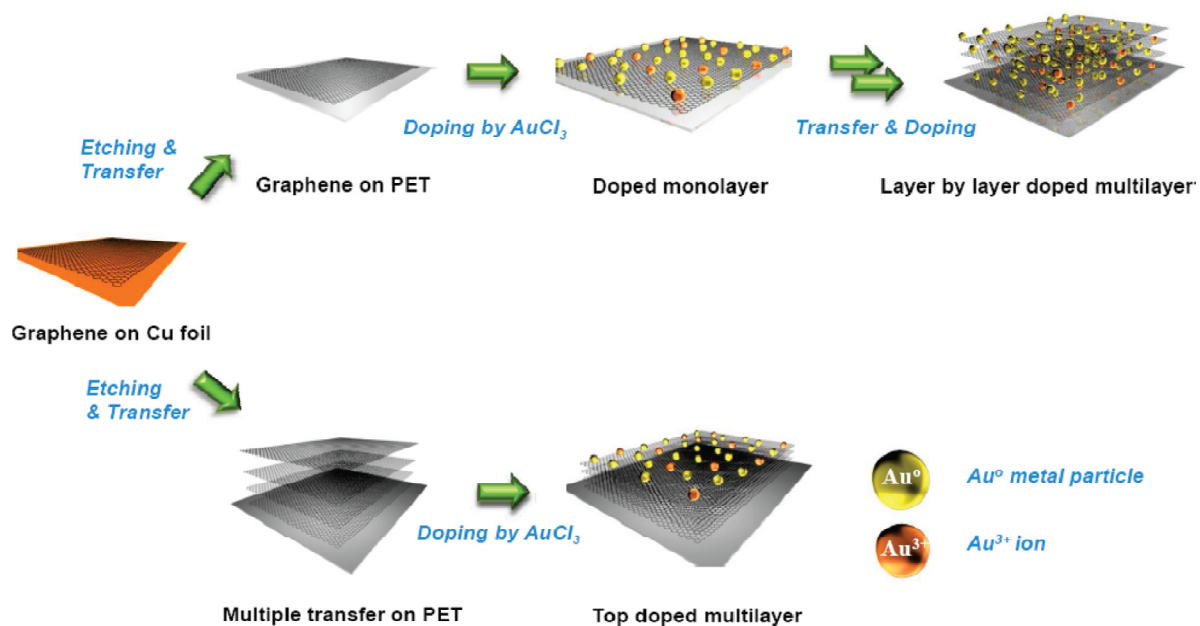 Etching &
Transfer
Doping by AuCl₃
Transfer & Doping
Graphene on PET
Doped monolayer
Layer by layer doped multilayer
Graphene on Cu foil
Etching
& Transfer
Doping by AuCl₃
Multiple transfer on PET
Top doped multilayer
Au⁰
Au⁰ metal particle
Au³⁺
Au³⁺ ion